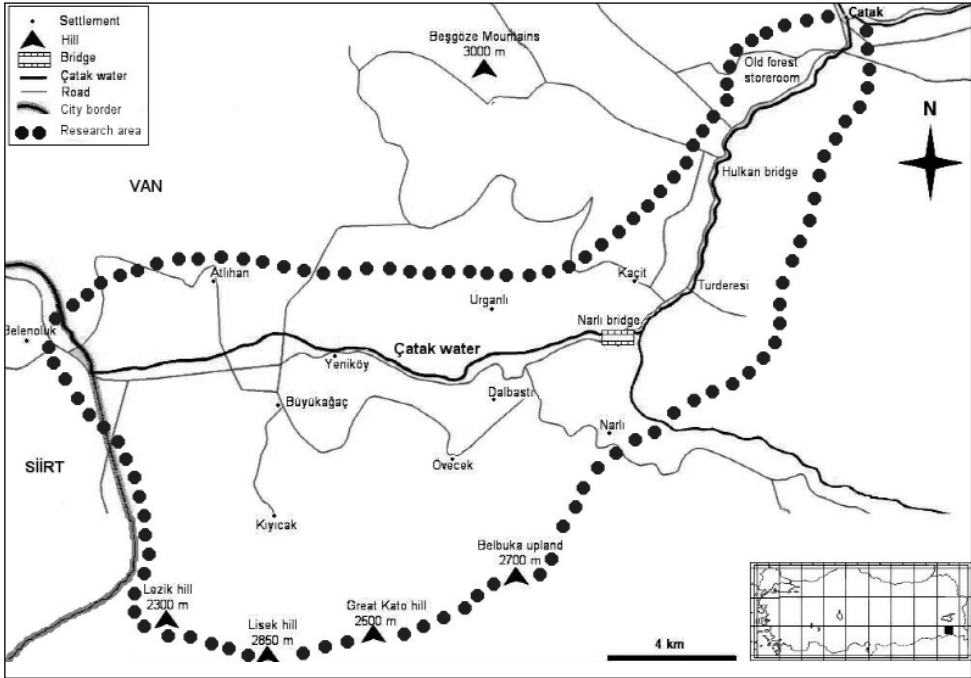 Settlement
Hill
Bridge
Çatak water
Road
City border
Research area
Çatak
Beşgöze Mountains
3000 m
Old forest
storeroom
N
VAN
Hulkan bridge
Atlıhan
Kaçit
Turderesi
Urganlı
Narlı bridge
Belenoluk
Çatak water
Yeniköy
Dalbastı
Büyükağaç
Narlı
SİİRT
Övecek
Kıyıcak
Belbuka upland
2700 m
Lezik hill
2300 m
Great Kato hill
2500 m
Lisek hill
2850 m
4 km